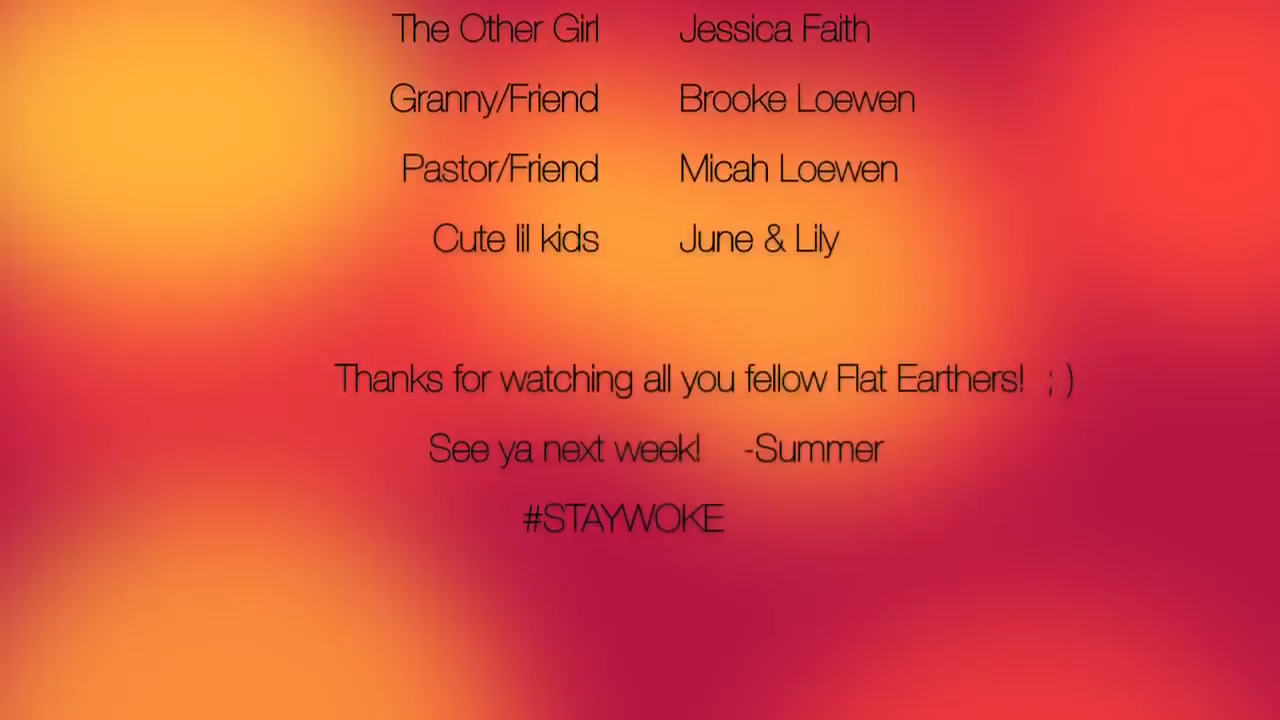 The Other Girl Jessica Faith
Granny/Friend Brooke Loewen
Pastor/Friend Micah Loewen
Cute lil kids June & Lily
Thanks for watching all you fellow Flat Earthers! ; )
See ya next week! -Summer
#STAYWOKE